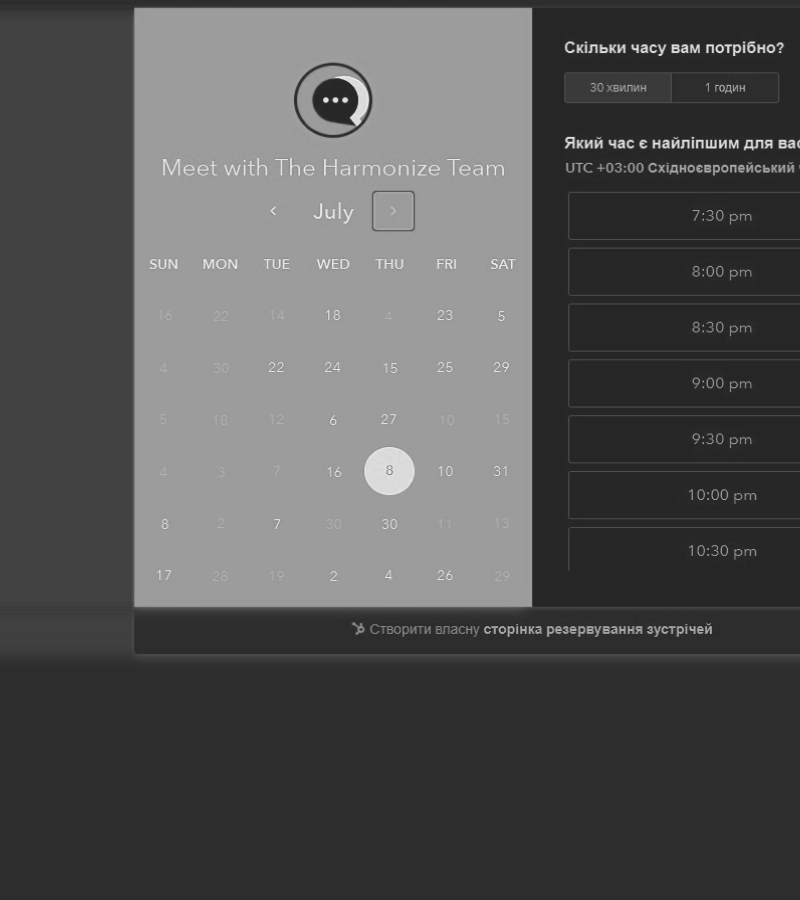 Meet with The Harmonize Team
July
SUN MON TUE WED THU FRI SAT
16 22 14 18 4 23 5
4 30 22 24 15 25 29
5 18 12 6 27 10 15
4 3 7 16 8 10 31
8 2 7 30 30 11 13
17 28 19 2 4 26 29
Скільки часу вам потрібно?
30 хвилин 1 годин
Який час є найліпшим для вас
UTC +03:00 Східноєвропейський
7:30 pm
8:00 pm
8:30 pm
9:00 pm
9:30 pm
10:00 pm
10:30 pm
Створити власну сторінка резервування зустрічей